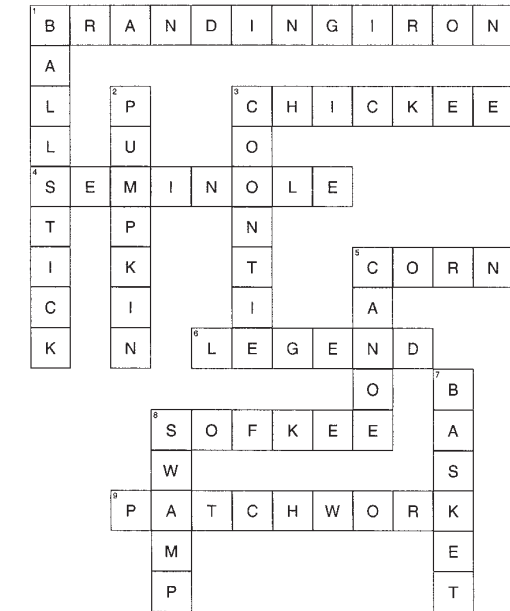 1 B R A N D I N G I R O N
A
L 2 P 3 C H I C K E E
L U O
4 S E M I N O L E
T P N
I K T 5 C O R N
C I I A
K N 6 L E G E N D
O 7 B
8 S O F K E E A
W S
9 P A T C H W O R K
M E
P T